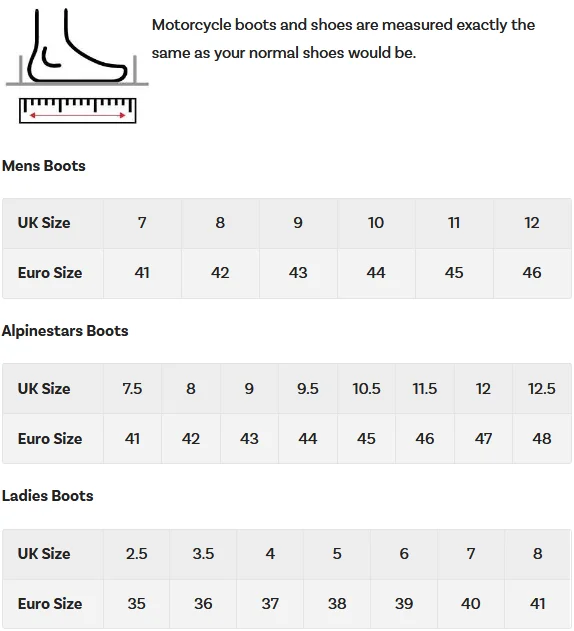 Motorcycle boots and shoes are measured exactly the
same as your normal shoes would be.
Mens Boots
UK Size 7 8 9 10 11 12
Euro Size 41 42 43 44 45 46
Alpinestars Boots
UK Size 7.5 8 9 9.5 10.5 11.5 12 12.5
Euro Size 41 42 43 44 45 46 47 48
Ladies Boots
UK Size 2.5 3.5 4 5 6 7 8
Euro Size 35 36 37 38 39 40 41